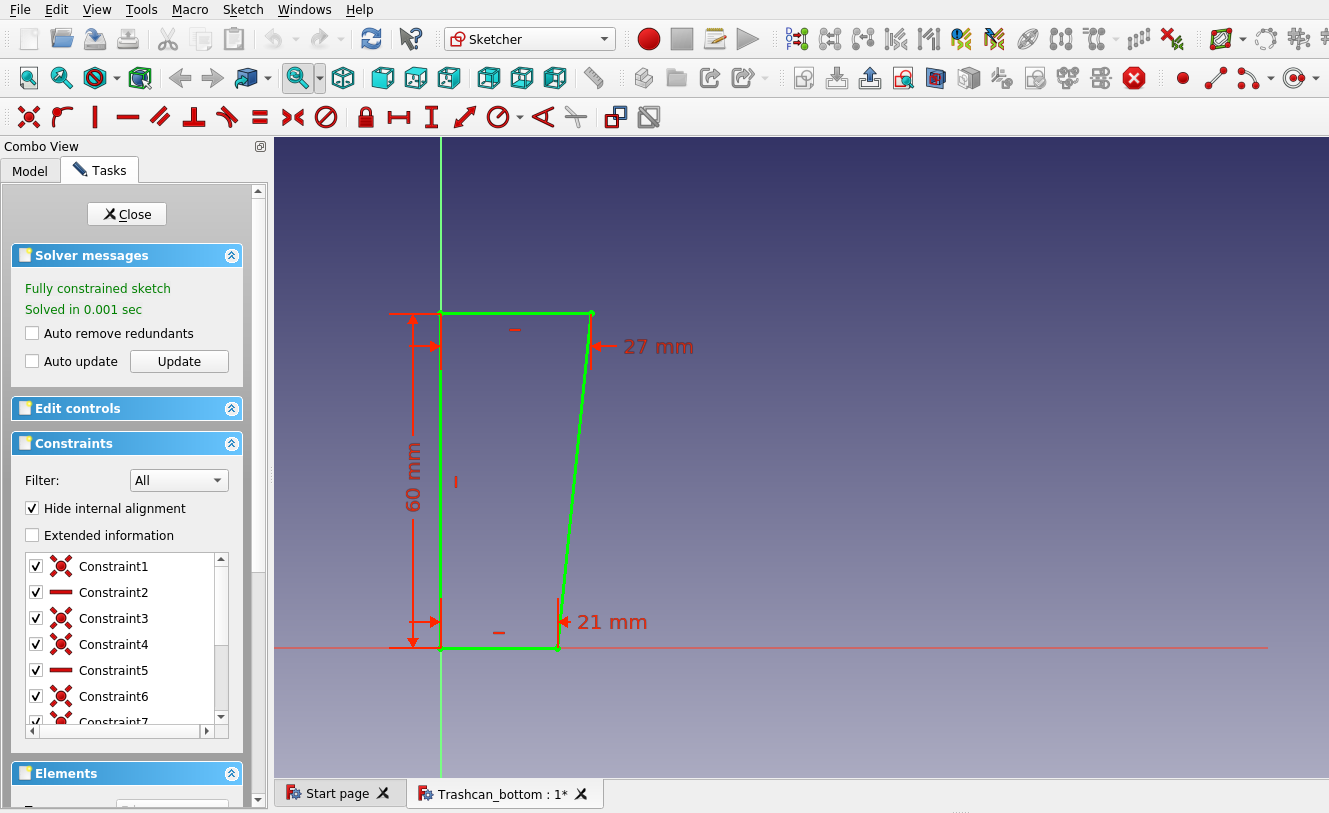 File Edit View Tools Macro Sketch Windows Help
Sketcher
Combo View
Model Tasks
Close
Solver messages
Fully constrained sketch
Solved in 0.001 sec
Auto remove redundants
Auto update Update
Edit controls
Constraints
Filter: All
Hide internal alignment
Extended information
Constraint1
Constraint2
Constraint3
Constraint4
Constraint5
Constraint6
Constraint7
Elements
27 mm
60 mm
21 mm
Start page Trashcan_bottom : 1*